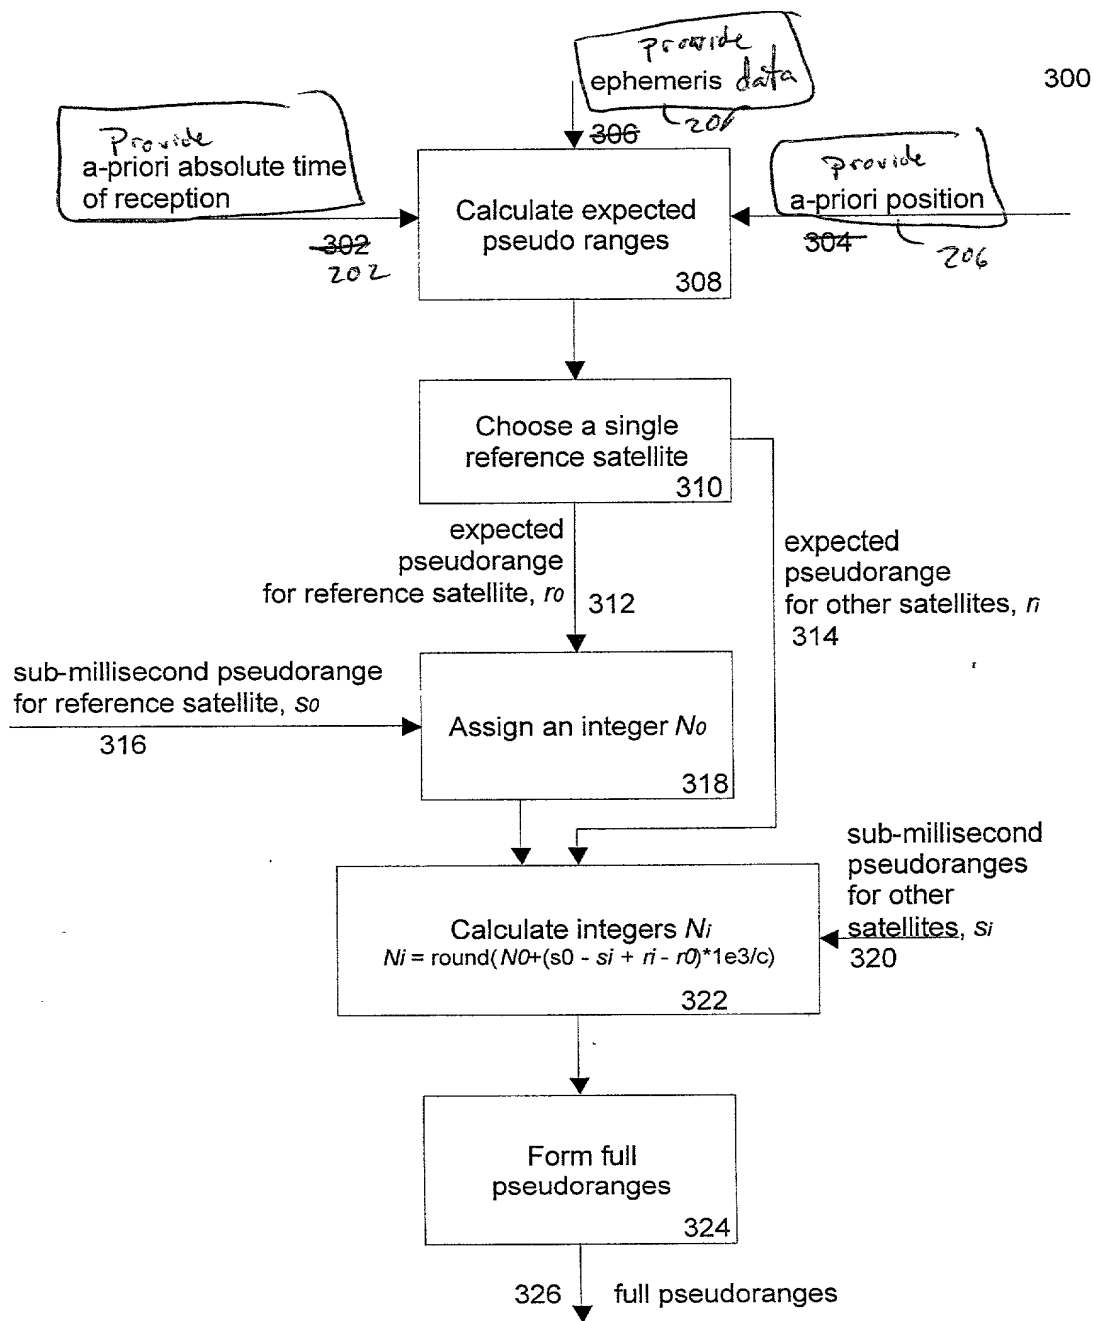 provide
ephemeris data
306
300
Provide
a-priori absolute time
of reception
302
202
provide
a-priori position
304
206
Calculate expected
pseudo ranges
308
Choose a single
reference satellite
310
expected
pseudorange
for reference satellite, r0
312
expected
pseudorange
for other satellites, ri
314
sub-millisecond pseudorange
for reference satellite, s0
316
Assign an integer N0
318
sub-millisecond
pseudoranges
for other
satellites, si
320
Calculate integers Ni
Ni = round(N0+(s0 - si + ri - r0)*1e3/c)
322
Form full
pseudoranges
324
326 full pseudoranges